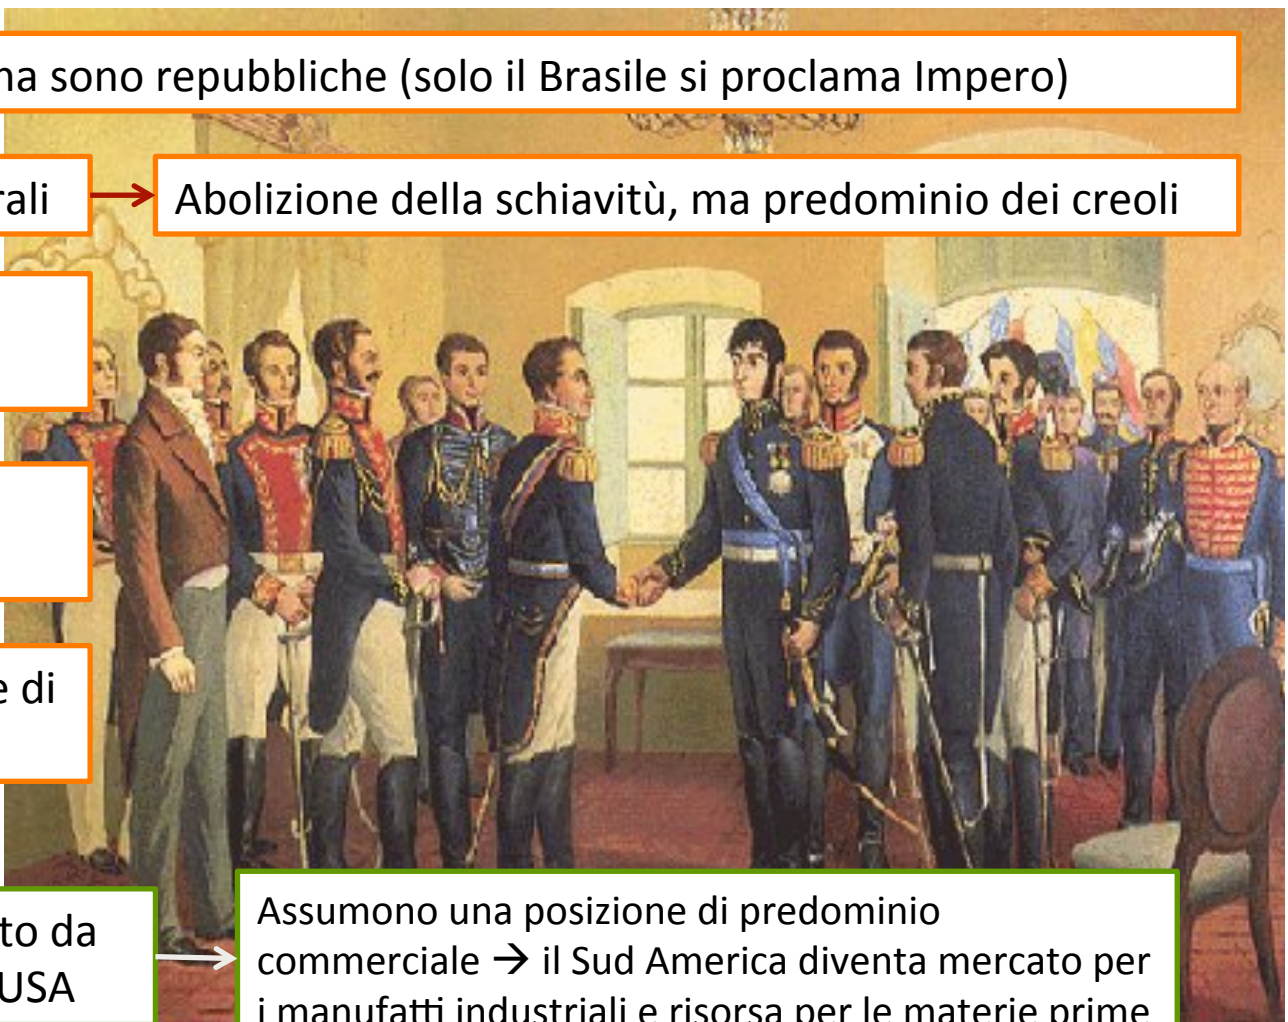 na sono repubbliche (solo il Brasile si proclama Impero)
rali
Abolizione della schiavitù, ma predominio dei creoli
e di
to da
USA
Assumono una posizione di predominio
commerciale → il Sud America diventa mercato per
i manufatti industriali e risorsa per le materie prime